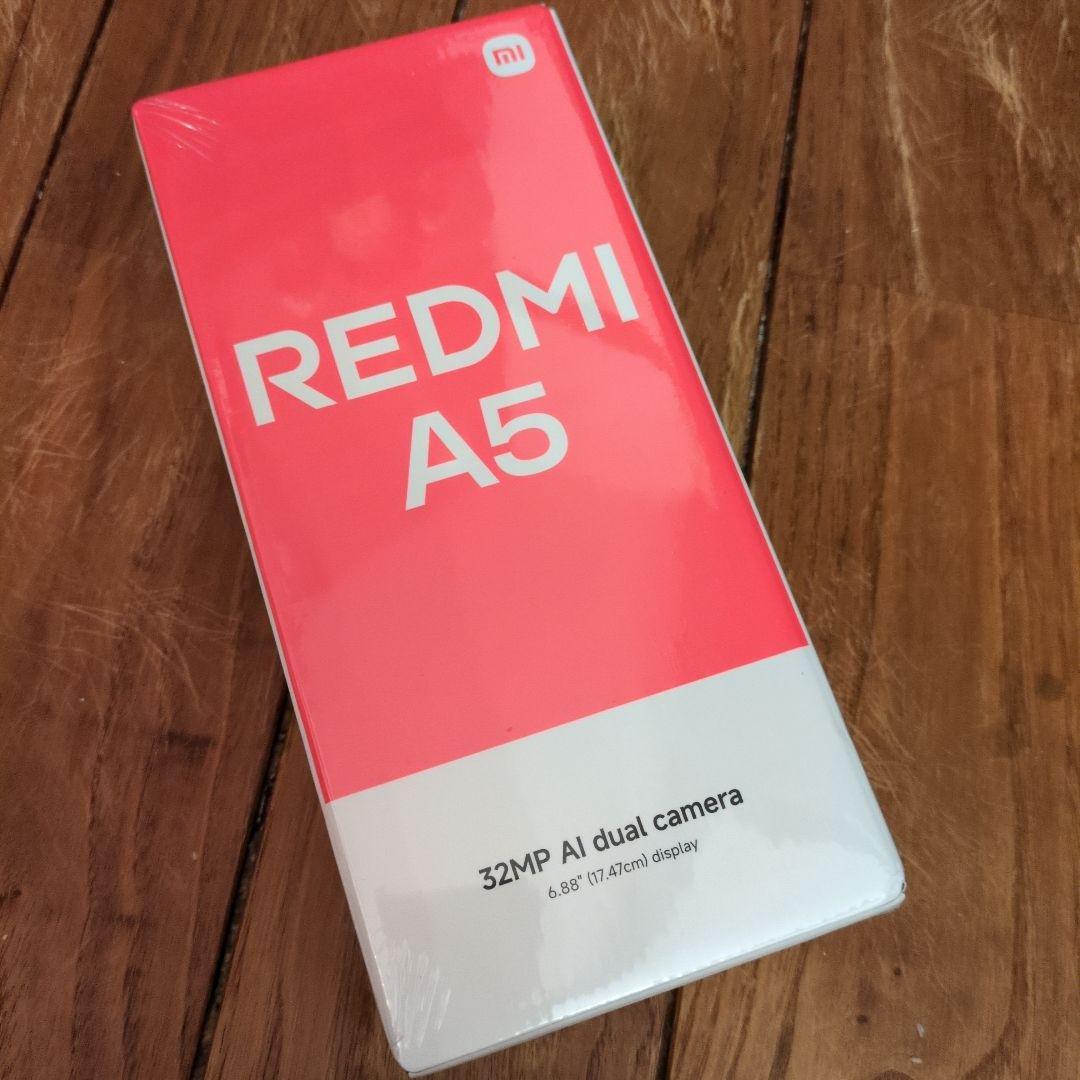 mi
REDMI
A5
32MP AI dual camera
6.88" (17.47cm) display